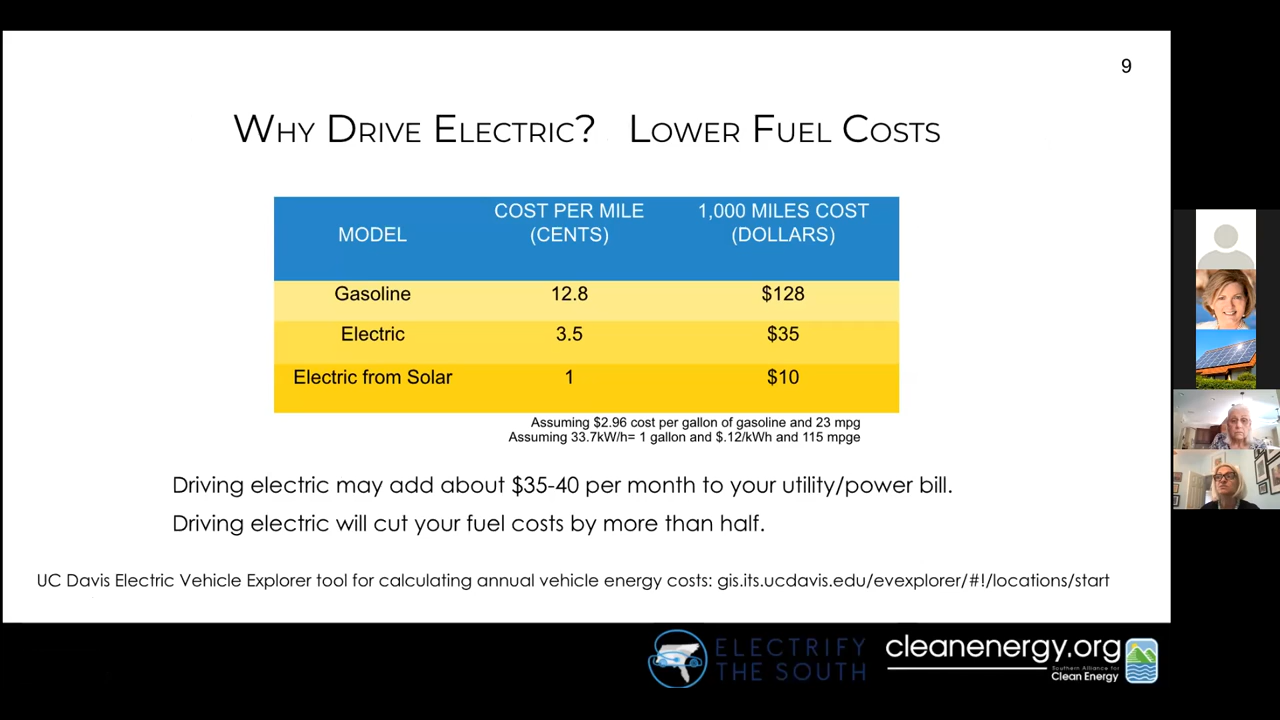 9
WHY DRIVE ELECTRIC? LOWER FUEL COSTS
MODEL
COST PER MILE
(CENTS)
1,000 MILES COST
(DOLLARS)
Gasoline 12.8 $128
Electric 3.5 $35
Electric from Solar 1 $10
Assuming $2.96 cost per gallon of gasoline and 23 mpg
Assuming 33.7kW/h= 1 gallon and $.12/kWh and 115 mpge
Driving electric may add about $35-40 per month to your utility/power bill.
Driving electric will cut your fuel costs by more than half.
UC Davis Electric Vehicle Explorer tool for calculating annual vehicle energy costs: gis.its.ucdavis.edu/evexplorer/#!/locations/start
ELECTRIFY
THE SOUTH
cleanenergy.org
Southern Alliance for
Clean Energy